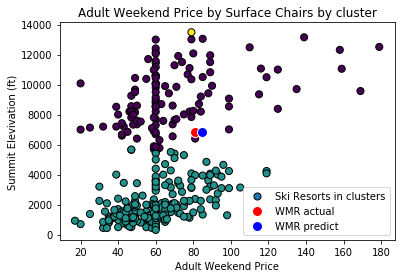 Adult Weekend Price by Surface Chairs by cluster
14000
12000
10000
8000
6000
4000
2000
0
Summit Elevivation (ft)
Ski Resorts in clusters
WMR actual
WMR predict
20 40 60 80 100 120 140 160 180
Adult Weekend Price